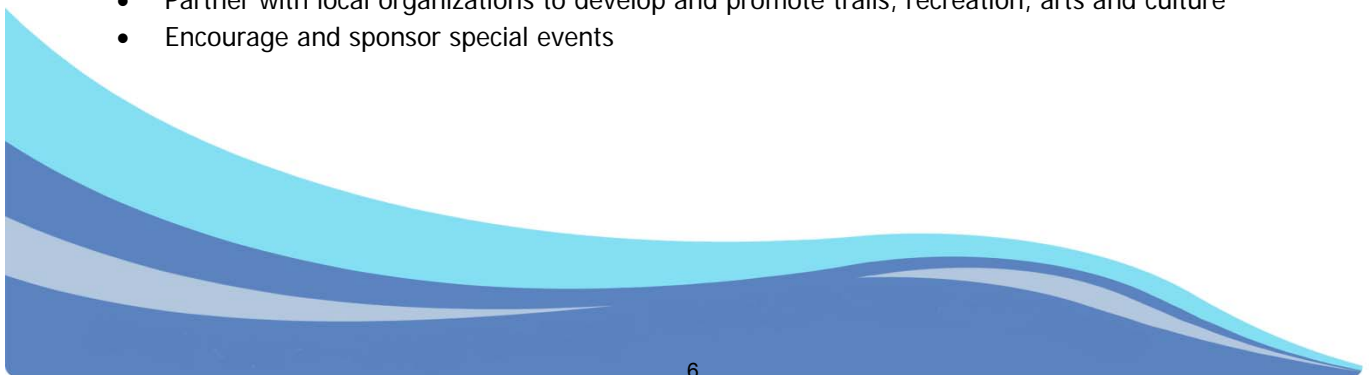 • Partner with local organizations to develop and promote trails, recreation, arts and culture
• Encourage and sponsor special events
6